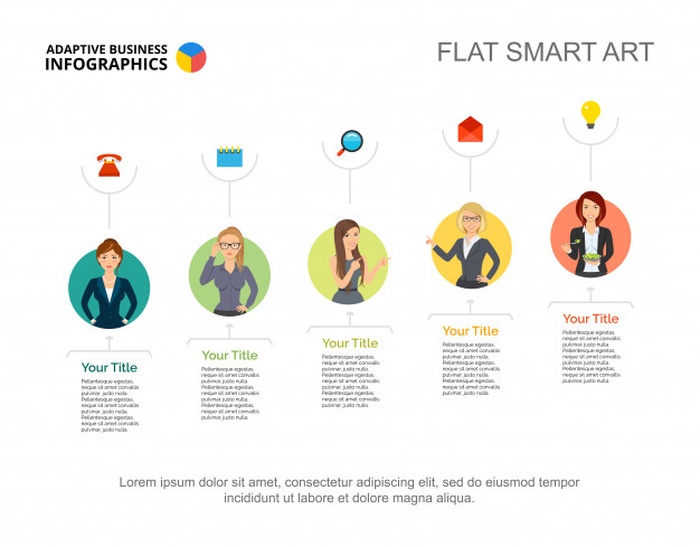 ADAPTIVE BUSINESS
INFOGRAPHICS
FLAT SMART ART
Your Title
Pellentesque egestas,
neque sit amet convallis
pulvinar, justo nulla.
Pellentesque egestas,
neque sit amet convallis
pulvinar, justo nulla.
Pellentesque egestas,
neque sit amet convallis
pulvinar, justo nulla.
Your Title
Pellentesque egestas,
neque sit amet convallis
pulvinar, justo nulla.
Pellentesque egestas,
neque sit amet convallis
pulvinar, justo nulla.
Pellentesque egestas,
neque sit amet convallis
pulvinar, justo nulla.
Your Title
Pellentesque egestas,
neque sit amet convallis
pulvinar, justo nulla.
Pellentesque egestas,
neque sit amet convallis
pulvinar, justo nulla.
Pellentesque egestas,
neque sit amet convallis
pulvinar, justo nulla.
Your Title
Pellentesque egestas,
neque sit amet convallis
pulvinar, justo nulla.
Pellentesque egestas,
neque sit amet convallis
pulvinar, justo nulla.
Pellentesque egestas,
neque sit amet convallis
pulvinar, justo nulla.
Your Title
Pellentesque egestas,
neque sit amet convallis
pulvinar, justo nulla.
Pellentesque egestas,
neque sit amet convallis
pulvinar, justo nulla.
Pellentesque egestas,
neque sit amet convallis
pulvinar, justo nulla.
Lorem ipsum dolor sit amet, consectetur adipiscing elit, sed do eiusmod tempor
incididunt ut labore et dolore magna aliqua.